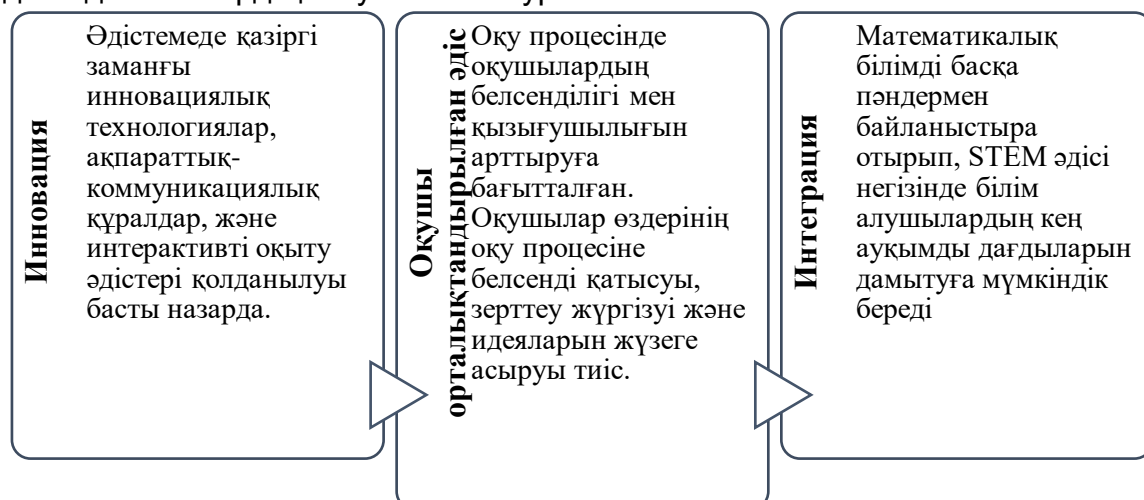 Инновация
Әдістемеде қазіргі
заманғы
инновациялық
технологиялар,
ақпараттық-
коммуникациялық
құралдар, және
интерактивті оқыту
әдістері қолданылуы
басты назарда.
Оқушы
орталықтандырылған әдіс
Оқу процесінде
оқушылардың
белсенділігі мен
қызығушылығын
арттыруға
бағытталған.
Оқушылар өздерінің
оқу процесіне
белсенді қатысуы,
зерттеу жүргізуі және
идеяларын жүзеге
асыруы тиіс.
Интеграция
Математикалық
білімді басқа
пәндермен
байланыстыра
отырып, STEM әдісі
негізінде білім
алушылардың кең
ауқымды дағдыларын
дамытуға мүмкіндік
береді